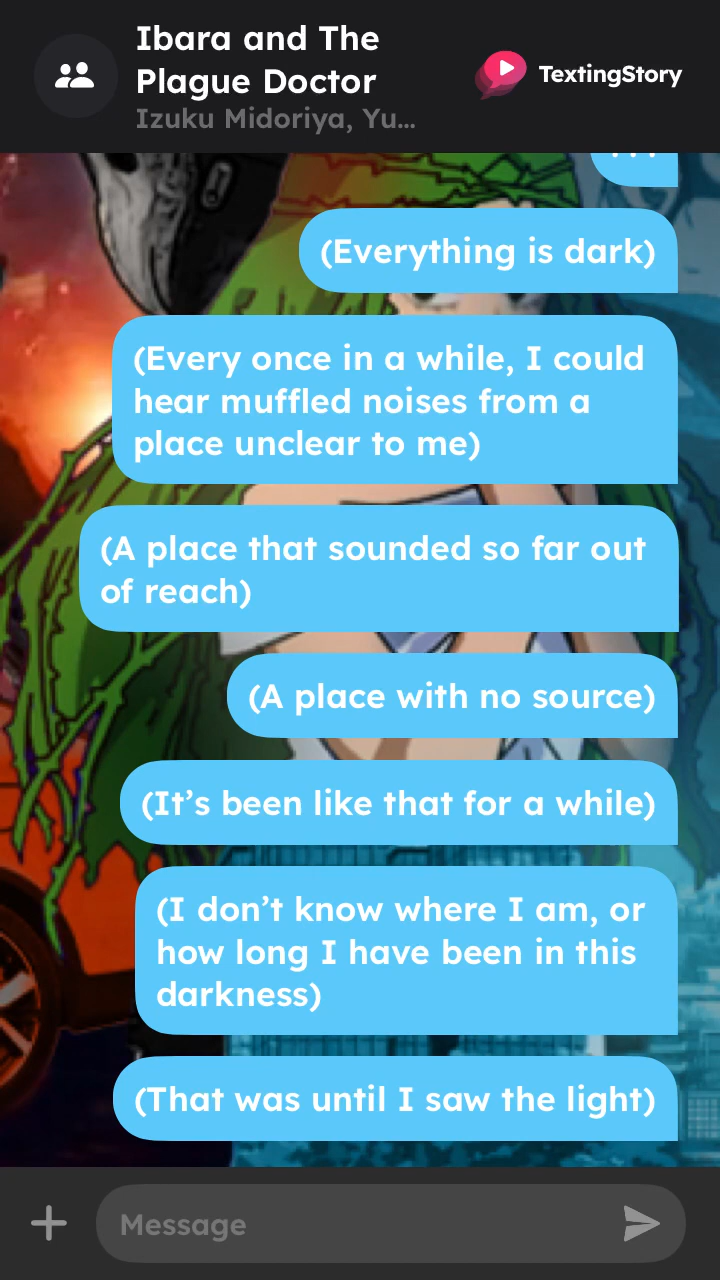 Ibara and The
Plague Doctor
Izuku Midoriya, Yu...
TextingStory
...
(Everything is dark)
(Every once in a while, I could
hear muffled noises from a
place unclear to me)
(A place that sounded so far out
of reach)
(A place with no source)
(It’s been like that for a while)
(I don’t know where I am, or
how long I have been in this
darkness)
(That was until I saw the light)
Message